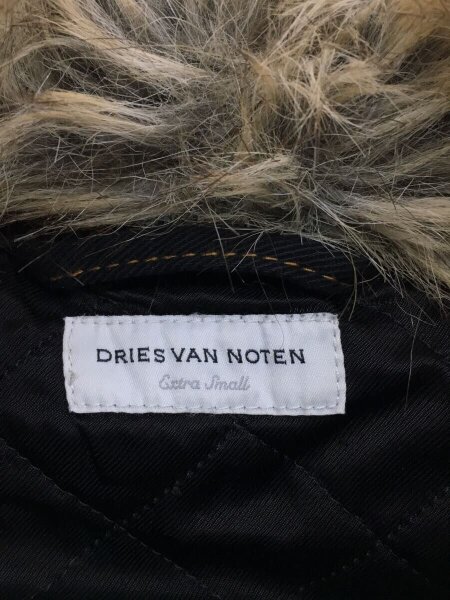 DRIES VAN NOTEN
Extra Small